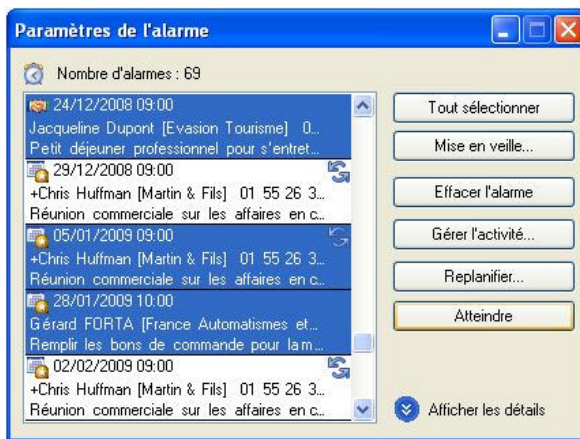 Paramètres de l'alarme
Nombre d'alarmes : 69
24/12/2008 09:00
Jacqueline Dupont [Evasion Tourisme] 0...
Petit déjeuner professionnel pour s'entret...
29/12/2008 09:00
+Chris Huffman [Martin & Fils] 01 55 26 3...
Réunion commerciale sur les affaires en c...
05/01/2009 09:00
+Chris Huffman [Martin & Fils] 01 55 26 3...
Réunion commerciale sur les affaires en c...
28/01/2009 10:00
Gérard FORTA [France Automatismes et...
Remplir les bons de commande pour la m...
02/02/2009 09:00
+Chris Huffman [Martin & Fils] 01 55 26 3...
Réunion commerciale sur les affaires en c...
Tout sélectionner
Mise en veille...
Effacer l'alarme
Gérer l'activité...
Replanifier...
Atteindre
Afficher les détails